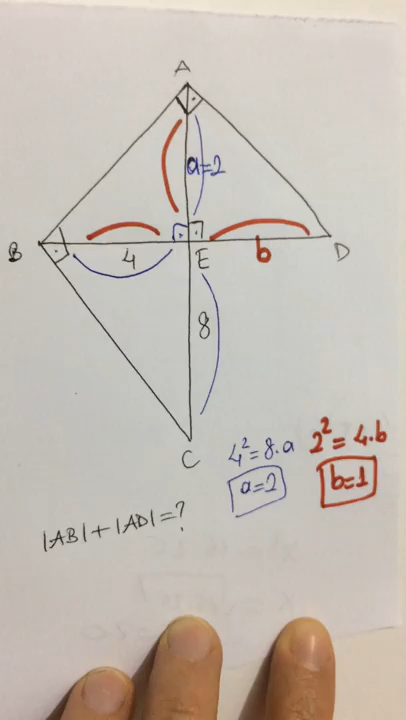 A
a=2
B
4
E
b
D
8
C
4²=8.a
a=2
2²=4.b
b=1
|AB|+|AD|=?